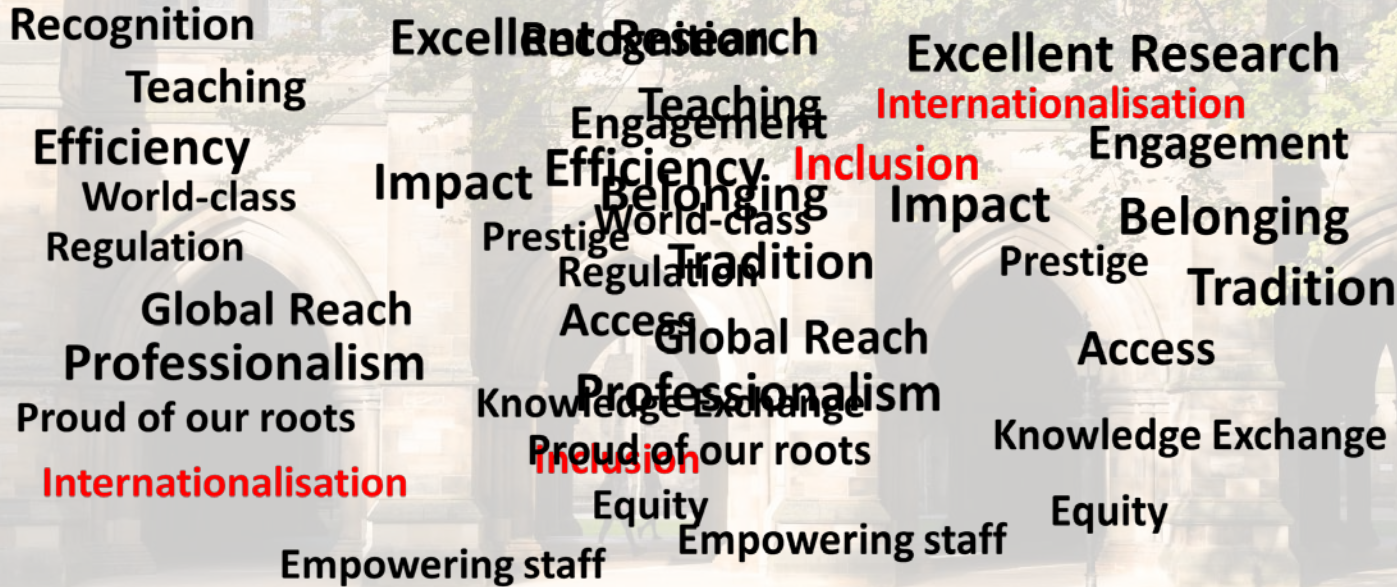 Recognition
Teaching
Efficiency
World-class
Regulation
Global Reach
Professionalism
Proud of our roots
Internationalisation
Empowering staff
Excellent Research
Recognition
Teaching
Engagement
Efficiency
Inclusion
Impact
Belonging
World-class
Prestige
Tradition
Regulation
Access
Global Reach
Professionalism
Knowledge Exchange
Proud of our roots
Inclusion
Equity
Empowering staff
Excellent Research
Internationalisation
Engagement
Impact
Belonging
Prestige
Tradition
Access
Knowledge Exchange
Equity